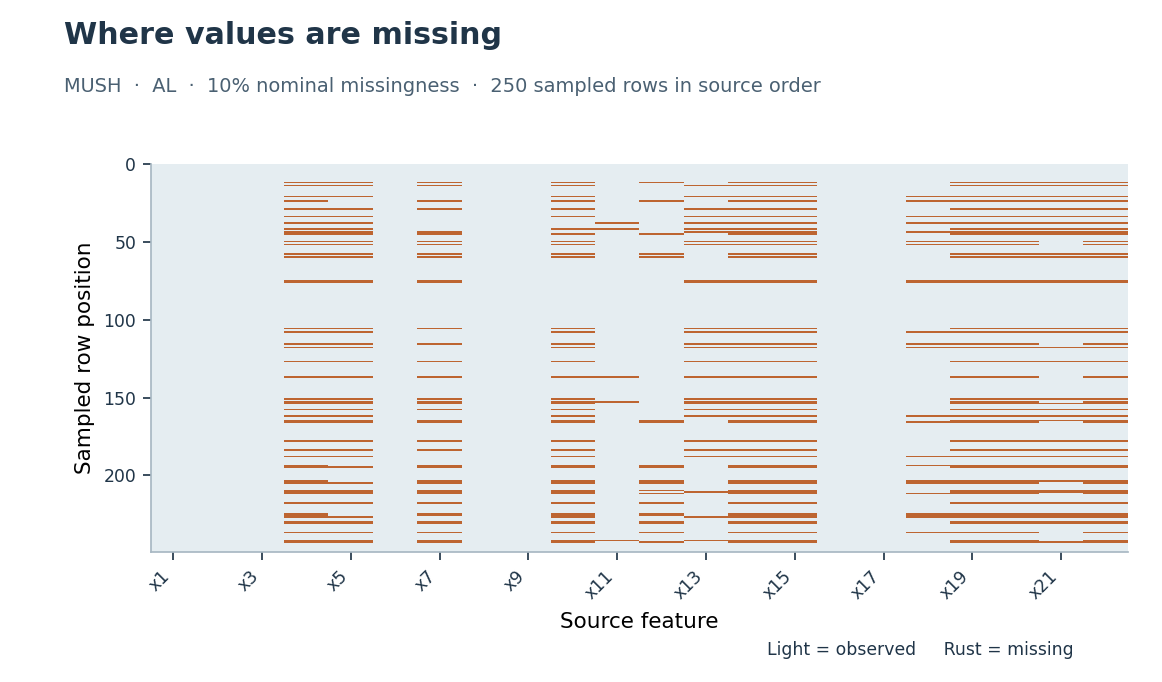 Where values are missing
MUSH · AL · 10% nominal missingness · 250 sampled rows in source order
0
50
100
150
200
Sampled row position
x1
x3
x5
x7
x9
x11
x13
x15
x17
x19
x21
Source feature
Light = observed Rust = missing